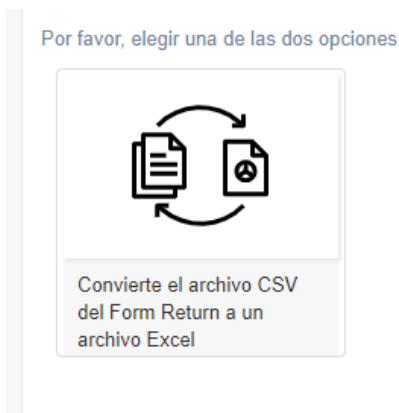 Por favor, elegir una de las dos opciones
Convierte el archivo CSV
del Form Return a un
archivo Excel